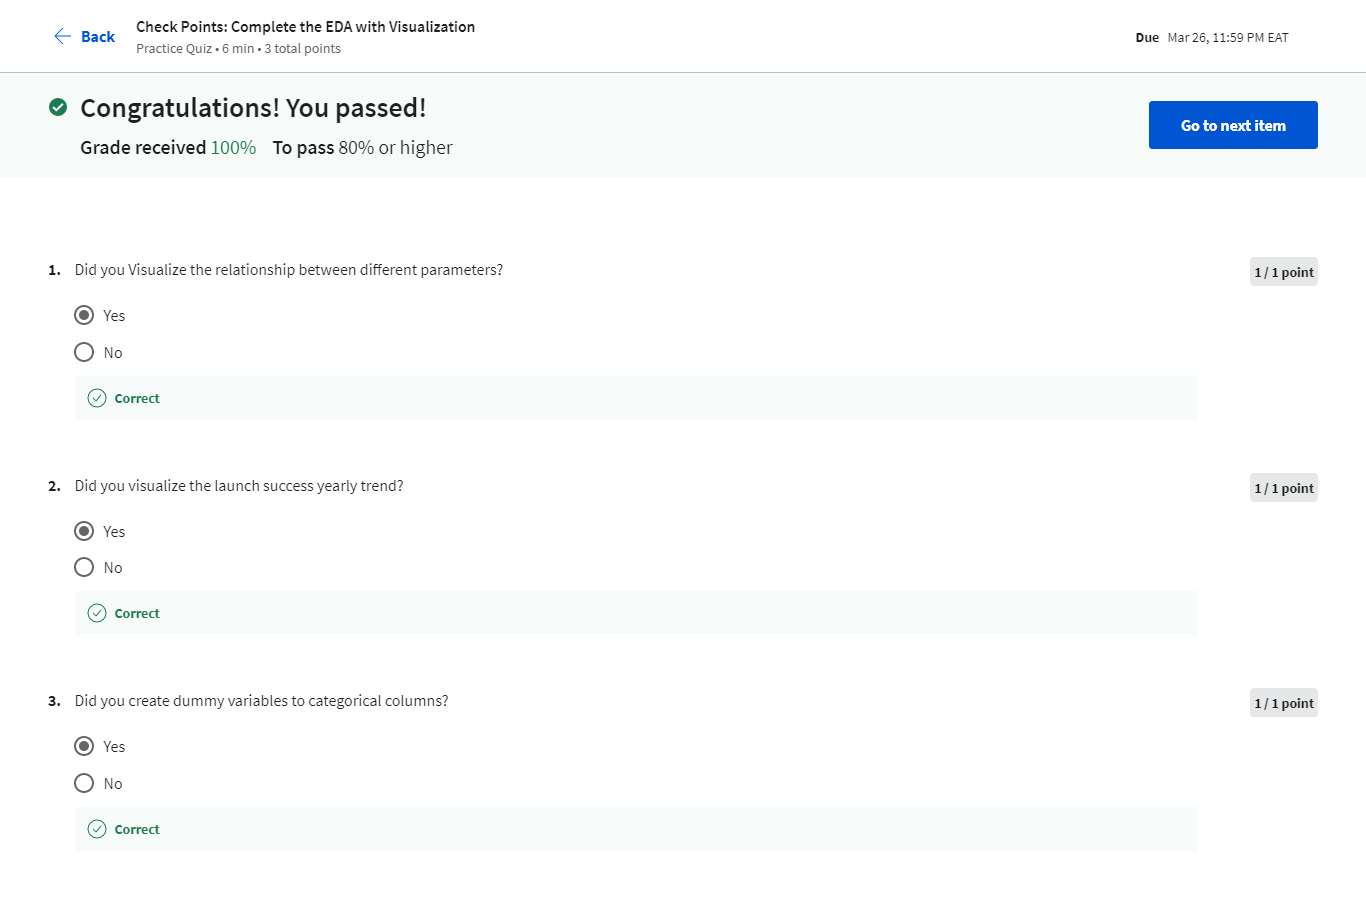 Back
Check Points: Complete the EDA with Visualization
Practice Quiz • 6 min • 3 total points
Due Mar 26, 11:59 PM EAT
Congratulations! You passed!
Grade received 100% To pass 80% or higher
Go to next item
1. Did you Visualize the relationship between different parameters?
1 / 1 point
Yes
No
Correct
2. Did you visualize the launch success yearly trend?
1 / 1 point
Yes
No
Correct
3. Did you create dummy variables to categorical columns?
1 / 1 point
Yes
No
Correct